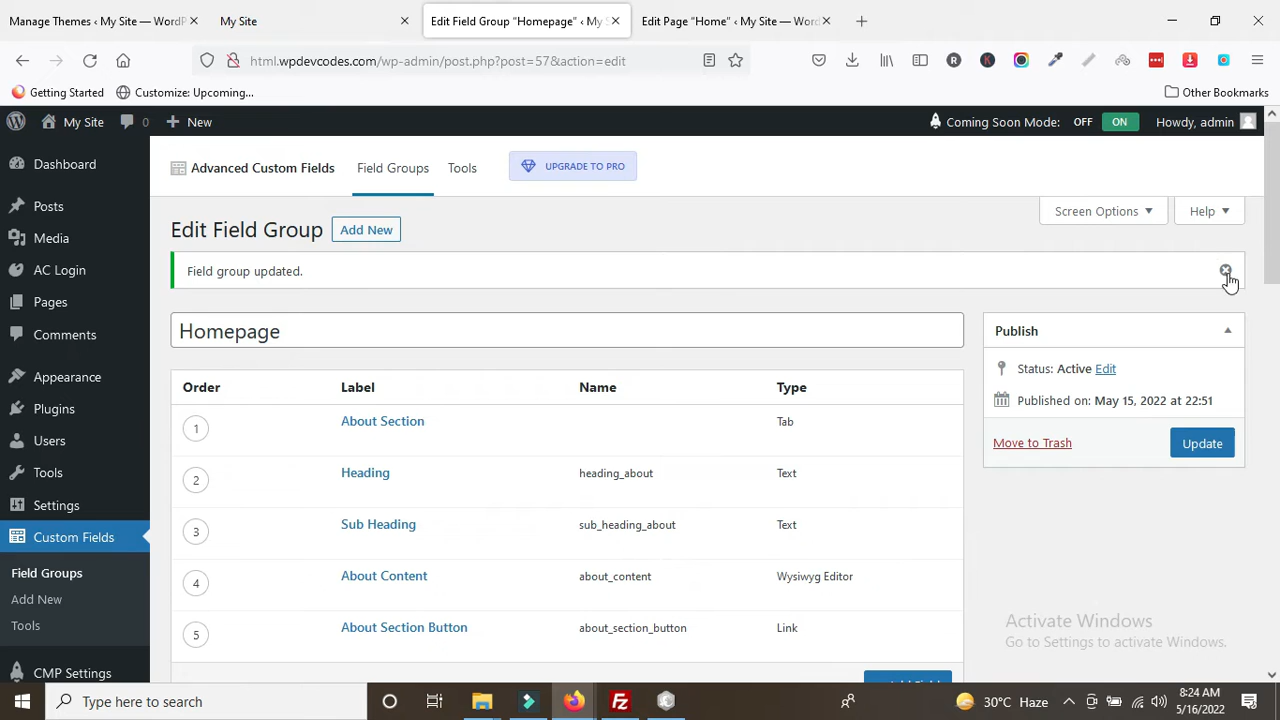 Manage Themes ‹ My Site — WordP
My Site
Edit Field Group “Homepage” ‹ My S
Edit Page “Home” ‹ My Site — Word
html.wpdevcodes.com/wp-admin/post.php?post=57&action=edit
Getting Started
Customize: Upcoming...
Other Bookmarks
My Site
0
New
Coming Soon Mode:
OFF
ON
Howdy, admin
Dashboard
Posts
Media
AC Login
Pages
Comments
Appearance
Plugins
Users
Tools
Settings
Custom Fields
Field Groups
Add New
Tools
CMP Settings
Advanced Custom Fields
Field Groups
Tools
UPGRADE TO PRO
Screen Options
Help
Edit Field Group
Add New
Field group updated.
Homepage
Order Label Name Type
1 About Section Tab
2 Heading heading_about Text
3 Sub Heading sub_heading_about Text
4 About Content about_content Wysiwyg Editor
5 About Section Button about_section_button Link
Publish
Status: Active Edit
Published on: May 15, 2022 at 22:51
Move to Trash
Update
Activate Windows
Go to Settings to activate Windows.
Type here to search
30°C Haze
8:24 AM
5/16/2022